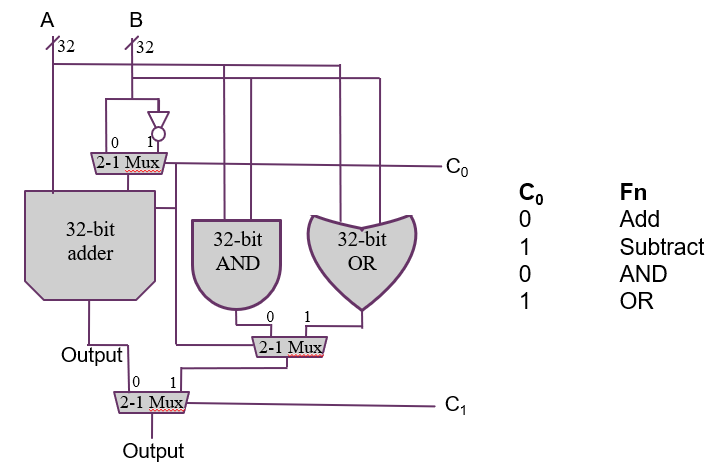 A
B
32
32
0
1
2-1 Mux
C0
32-bit
adder
32-bit
AND
32-bit
OR
0
1
2-1 Mux
Output
0
1
2-1 Mux
C1
Output
C0 Fn
0 Add
1 Subtract
0 AND
1 OR